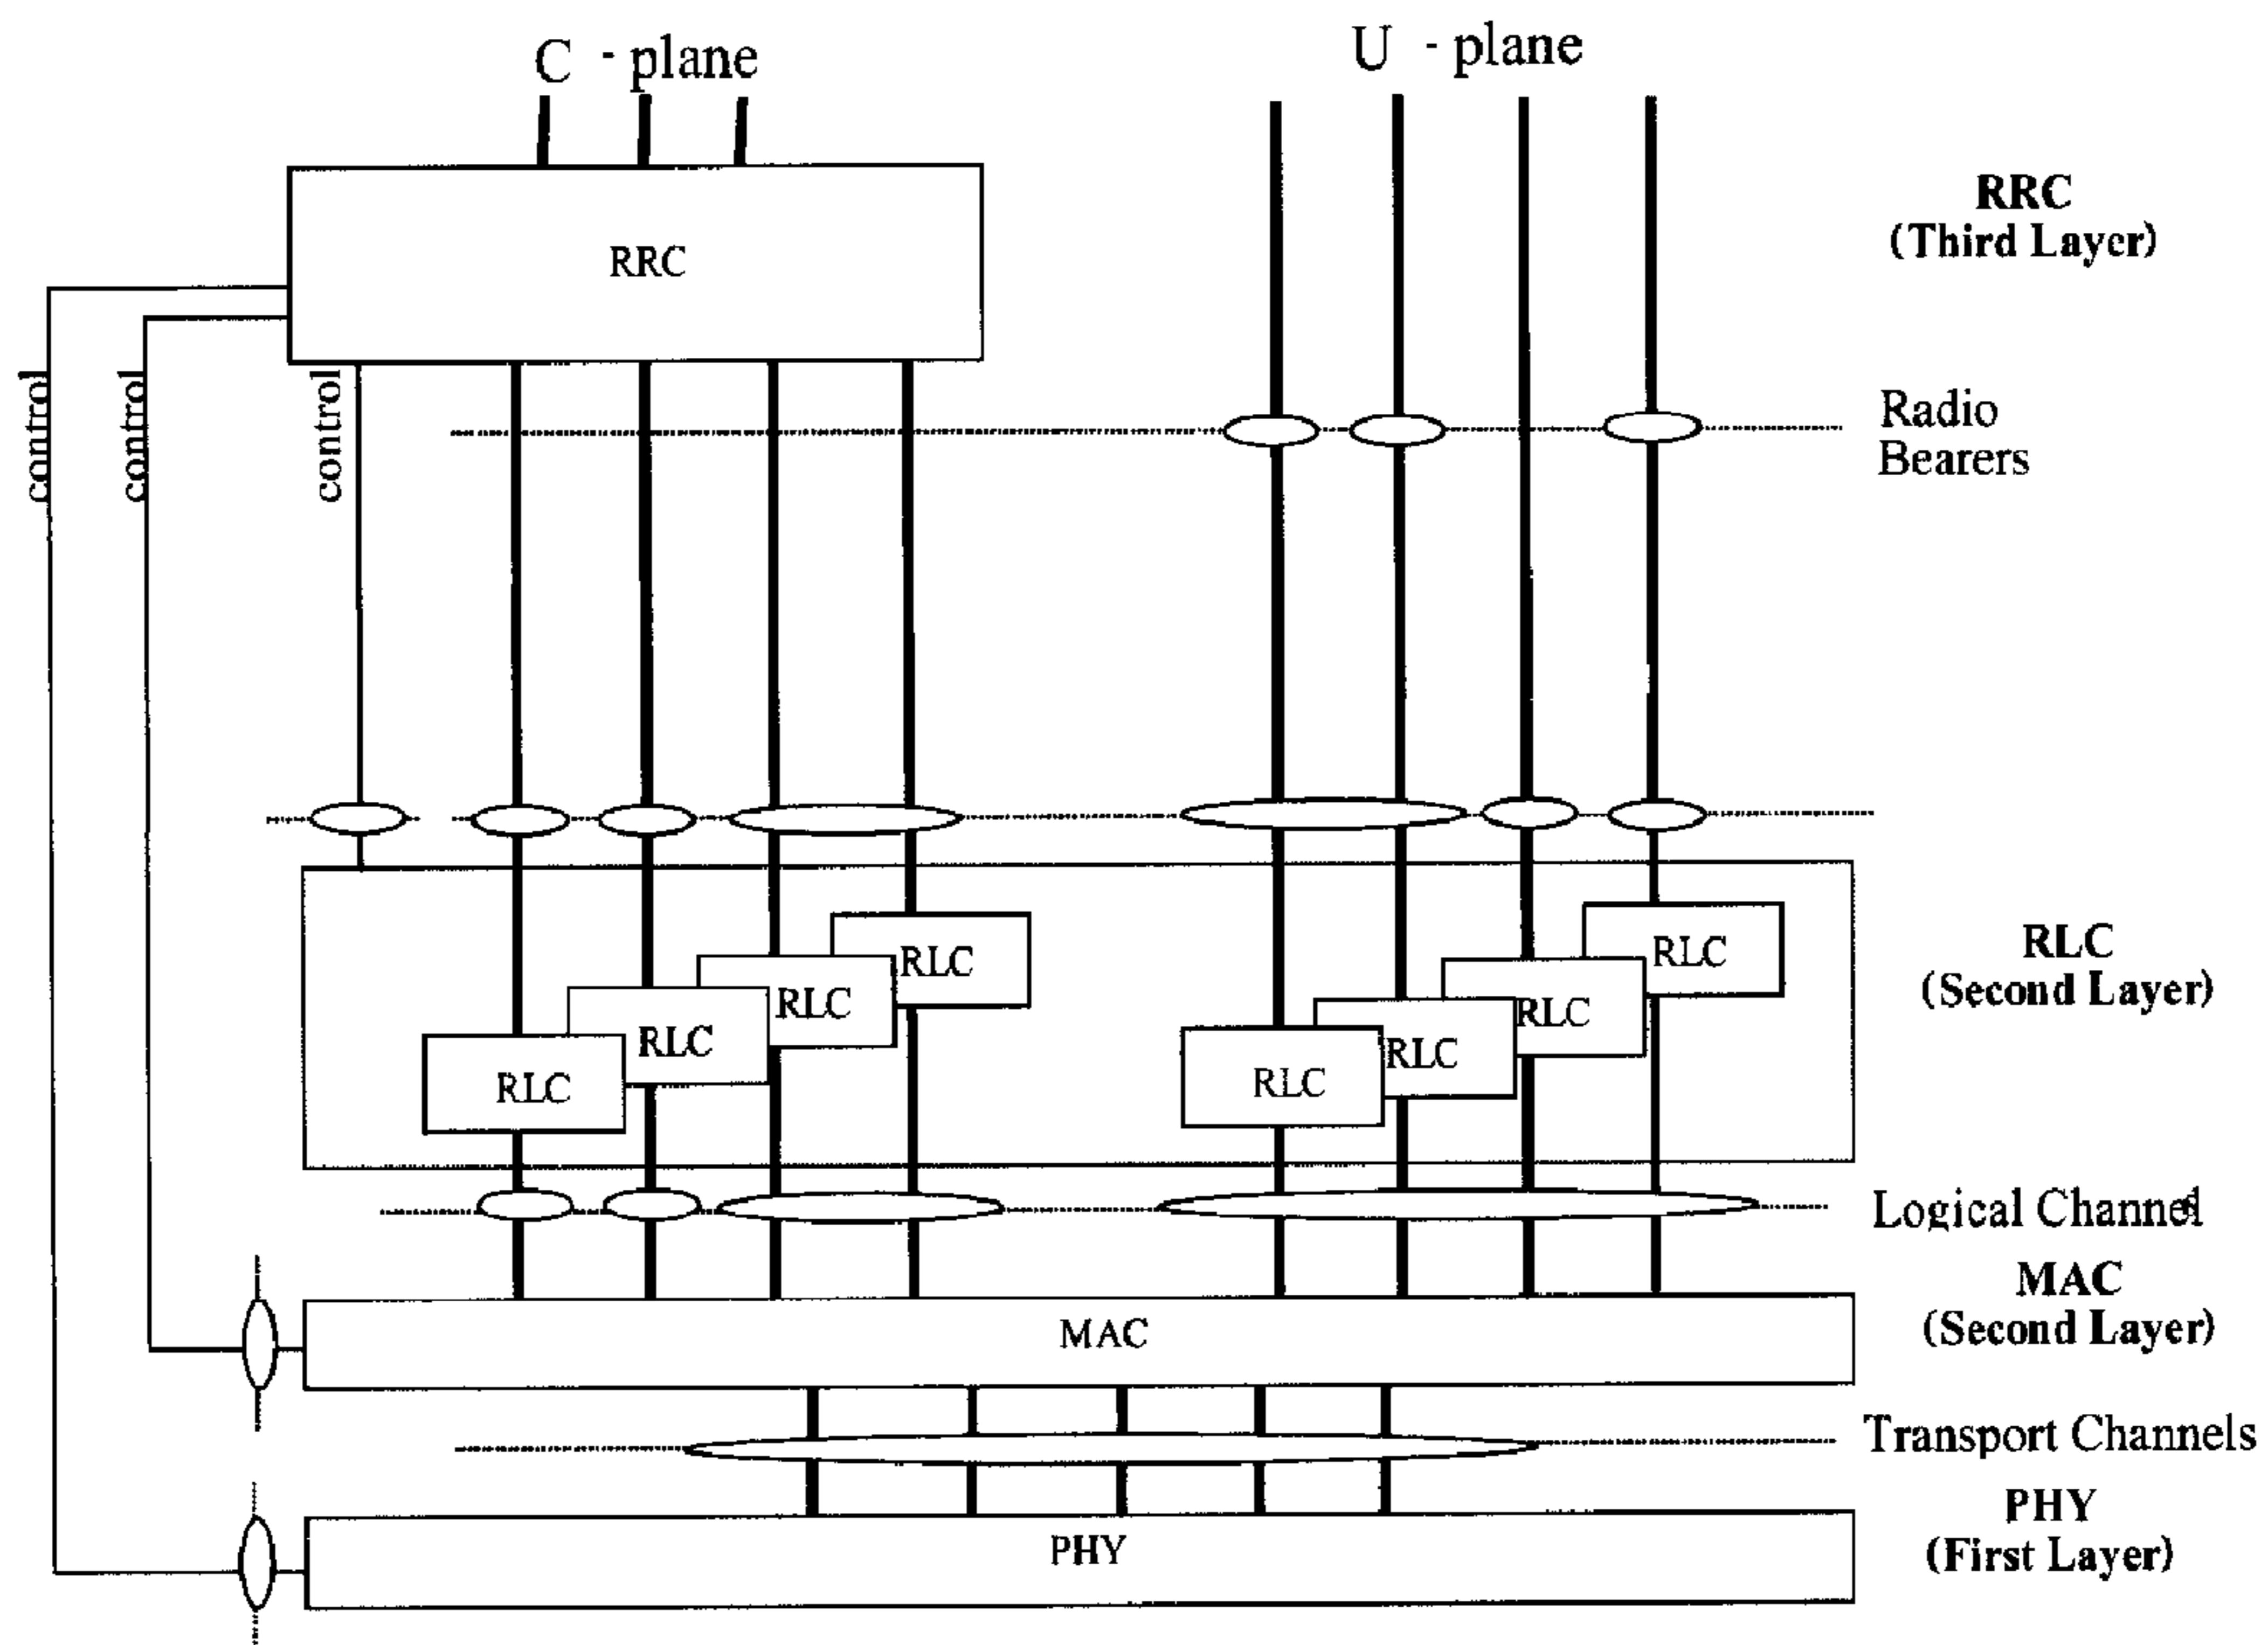 C - plane
U - plane
RRC
(Third Layer)
RRC
control
control
control
Radio
Bearers
RLC
RLC
RLC
RLC
RLC
RLC
RLC
RLC
RLC
(Second Layer)
Logical Channel
MAC
(Second Layer)
MAC
Transport Channels
PHY
(First Layer)
PHY